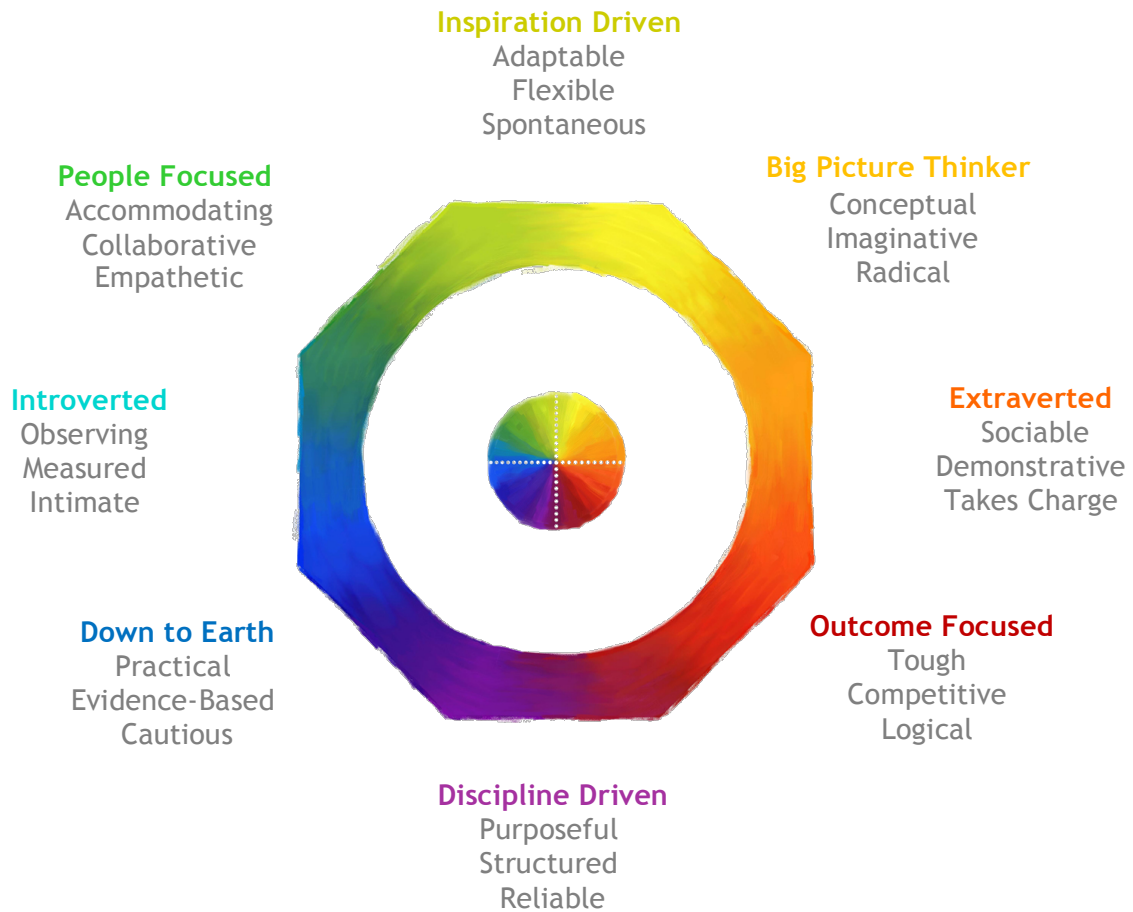 Inspiration Driven
Adaptable
Flexible
Spontaneous
People Focused
Accommodating
Collaborative
Empathetic
Big Picture Thinker
Conceptual
Imaginative
Radical
Introverted
Observing
Measured
Intimate
Extraverted
Sociable
Demonstrative
Takes Charge
Down to Earth
Practical
Evidence-Based
Cautious
Outcome Focused
Tough
Competitive
Logical
Discipline Driven
Purposeful
Structured
Reliable